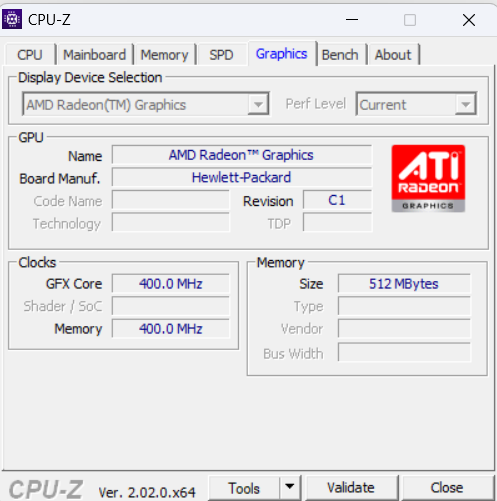 CPU-Z
CPU Mainboard Memory SPD Graphics Bench About
Display Device Selection
AMD Radeon(TM) Graphics Perf Level Current
GPU
Name AMD Radeon™ Graphics
Board Manuf. Hewlett-Packard
Code Name Revision C1
Technology TDP
ATI
RADEON
GRAPHICS
Clocks
GFX Core 400.0 MHz
Shader / SoC
Memory 400.0 MHz
Memory
Size 512 MBytes
Type
Vendor
Bus Width
CPU-Z Ver. 2.02.0.x64 Tools Validate Close